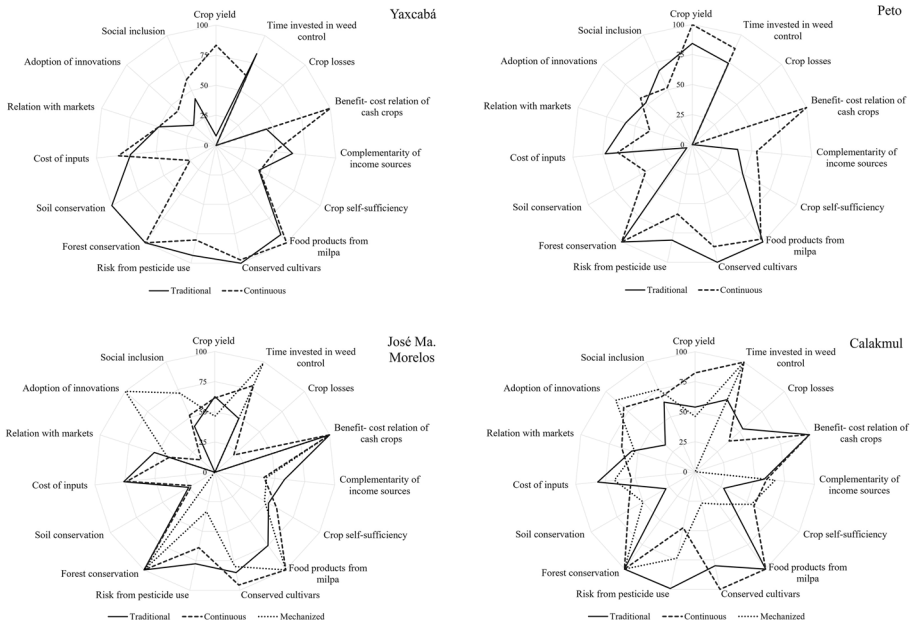 Yaxcabá
Crop yield
100
75
50
25
0
Time invested in weed
control
Crop losses
Benefit- cost relation of
cash crops
Complementarity of
income sources
Crop self-sufficiency
Food products from
milpa
Conserved cultivars
Risk from pesticide use
Forest conservation
Soil conservation
Cost of inputs
Relation with markets
Adoption of innovations
Social inclusion
Traditional
Continuous
Peto
Crop yield
100
75
50
25
0
Time invested in weed
control
Crop losses
Benefit- cost relation of
cash crops
Complementarity of
income sources
Crop self-sufficiency
Food products from
milpa
Conserved cultivars
Risk from pesticide use
Forest conservation
Soil conservation
Cost of inputs
Relation with markets
Adoption of innovations
Social inclusion
Traditional
Continuous
José Ma.
Morelos
Crop yield
100
75
50
25
0
Time invested in weed
control
Crop losses
Benefit- cost relation of
cash crops
Complementarity of
income sources
Crop self-sufficiency
Food products from
milpa
Conserved cultivars
Risk from pesticide use
Forest conservation
Soil conservation
Cost of inputs
Relation with markets
Adoption of innovations
Social inclusion
Traditional
Continuous
Mechanized
Calakmul
Crop yield
100
75
50
25
0
Time invested in weed
control
Crop losses
Benefit- cost relation of
cash crops
Complementarity of
income sources
Crop self-sufficiency
Food products from
milpa
Conserved cultivars
Risk from pesticide use
Forest conservation
Soil conservation
Cost of inputs
Relation with markets
Adoption of innovations
Social inclusion
Traditional
Continuous
Mechanized